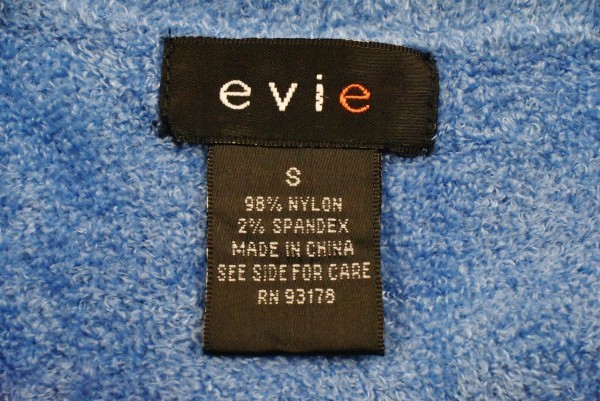 evie
S
98% NYLON
2% SPANDEX
MADE IN CHINA
SEE SIDE FOR CARE
RN 93178